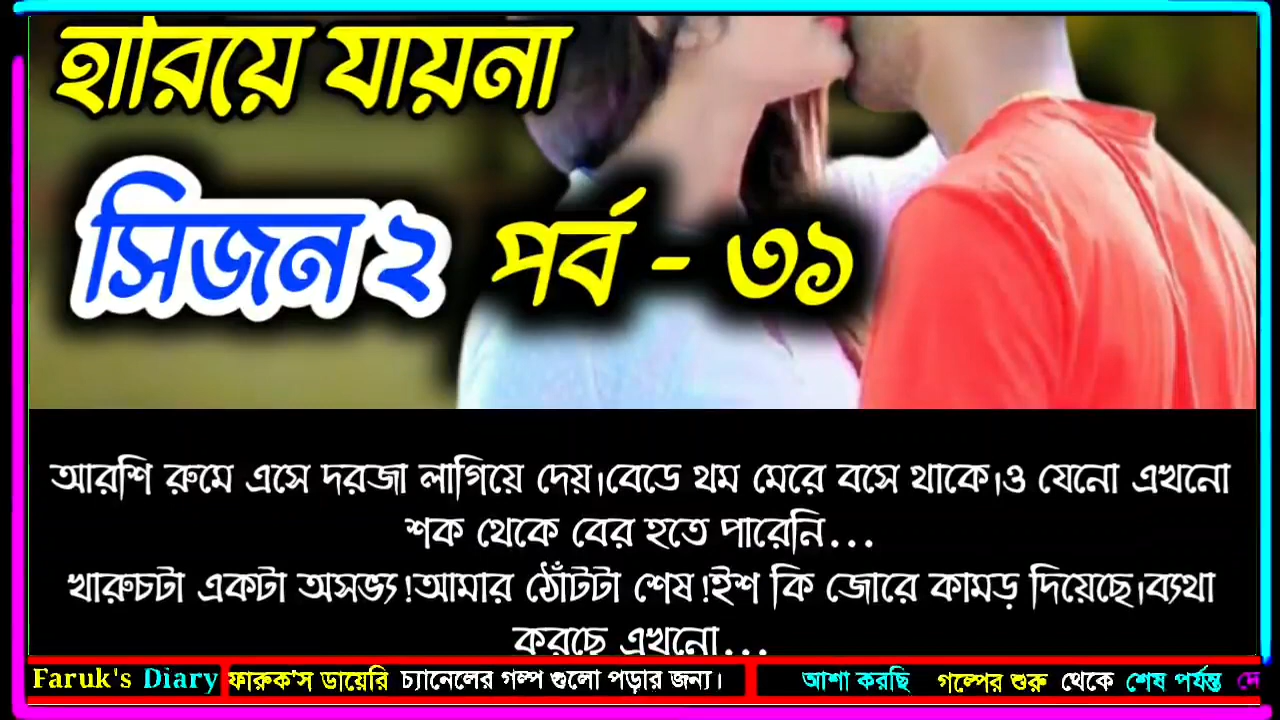 হারিয়ে যায়না
সিজন ২ পর্ব - ৩১
আরশি রুমে এসে দরজা লাগিয়ে দেয়।বেডে থম মেরে বসে থাকে।ও যেনো এখনো
শক থেকে বের হতে পারেনি...
খারুচটা একটা অসভ্য!আমার ঠোঁটটা শেষ!ইশ কি জোরে কামড় দিয়েছে।ব্যথা
করছে এখনো...
Faruk's Diary ফারুক'স ডায়েরি চ্যানেলের গল্প গুলো পড়ার জন্য। আশা করছি গল্পের শুরু থেকে শেষ পর্যন্ত